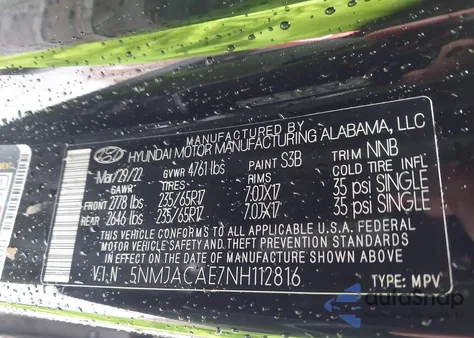 MANUFACTURED BY
HYUNDAI MOTOR MANUFACTURING ALABAMA, LLC
Mar/29/22 GVWR 4761 lbs PAINT S3B TRIM NNB
GAWR TIRES RIMS COLD TIRE INFL'
FRONT 2778 lbs 235/65R17 7.0JX17 35 psi SINGLE
REAR 2646 lbs 235/65R17 7.0JX17 35 psi SINGLE
THIS VEHICLE CONFORMS TO ALL APPLICABLE U.S.A. FEDERAL
MOTOR VEHICLE SAFETY AND THEFT PREVENTION STANDARDS
IN EFFECT ON THE DATE OF MANUFACTURE SHOWN ABOVE
V.I.N 5NMJACAE7NH112816 TYPE: MPV
autosnap